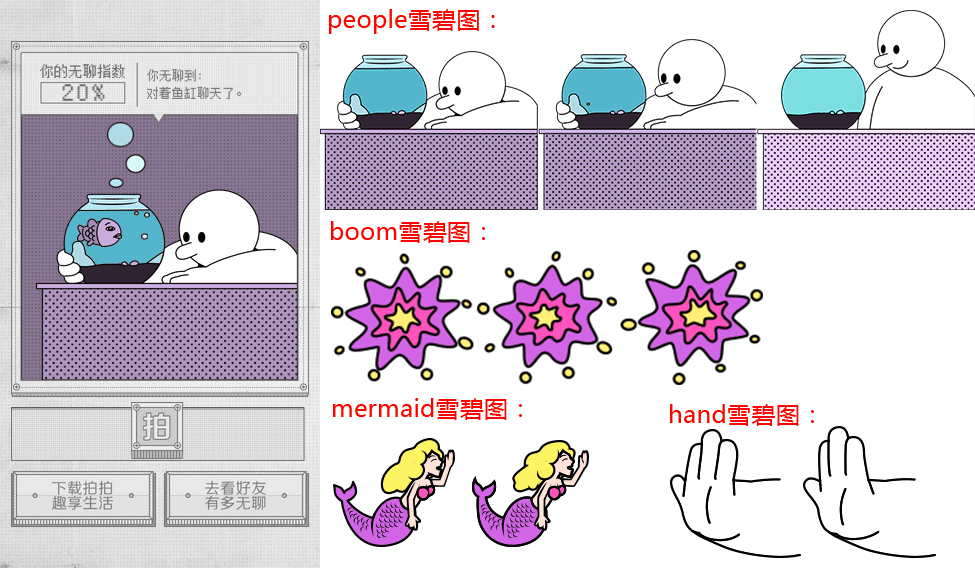 你的无聊指数
20%
你无聊到:
对着鱼缸聊天了。
拍
下载拍拍
趣享生活
去看好友
有多无聊
people雪碧图：
boom雪碧图：
mermaid雪碧图：
hand雪碧图：